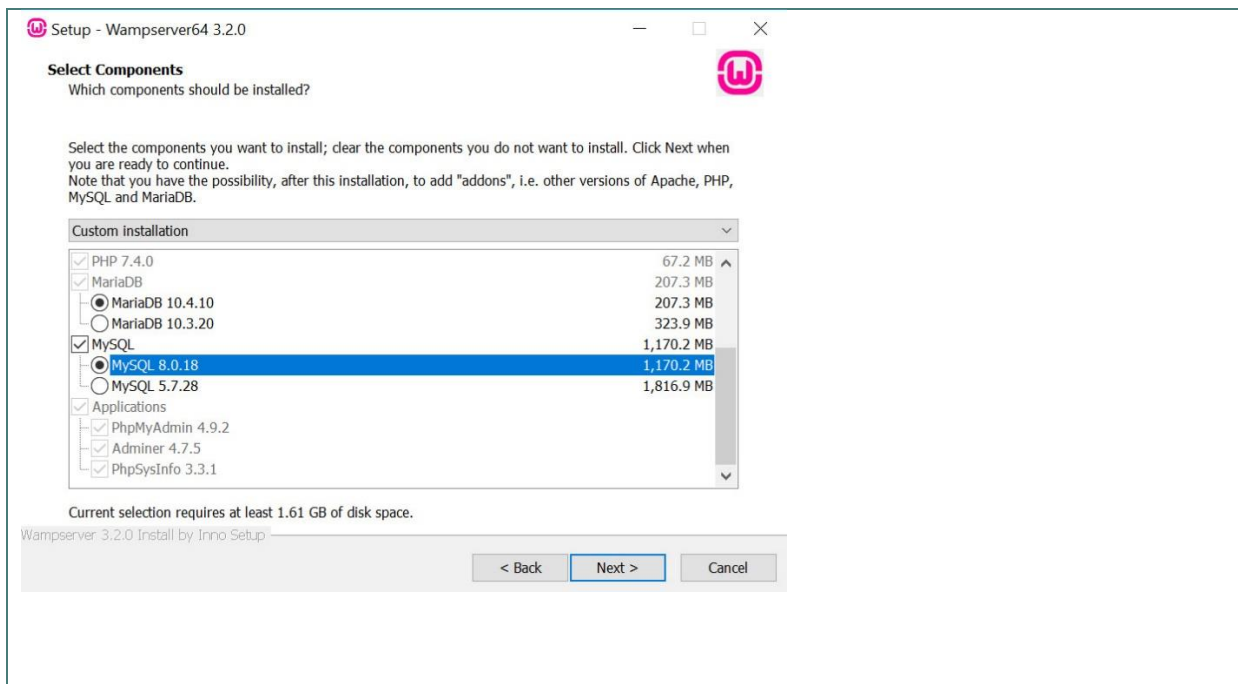 Setup - Wampserver64 3.2.0
Select Components
Which components should be installed?
Select the components you want to install; clear the components you do not want to install. Click Next when
you are ready to continue.
Note that you have the possibility, after this installation, to add "addons", i.e. other versions of Apache, PHP,
MySQL and MariaDB.
Custom installation
PHP 7.4.0 67.2 MB
MariaDB 207.3 MB
MariaDB 10.4.10 207.3 MB
MariaDB 10.3.20 323.9 MB
MySQL 1,170.2 MB
MySQL 8.0.18 1,170.2 MB
MySQL 5.7.28 1,816.9 MB
Applications
PhpMyAdmin 4.9.2
Adminer 4.7.5
PhpSysInfo 3.3.1
Current selection requires at least 1.61 GB of disk space.
Wampserver 3.2.0 Install by Inno Setup
< Back Next > Cancel